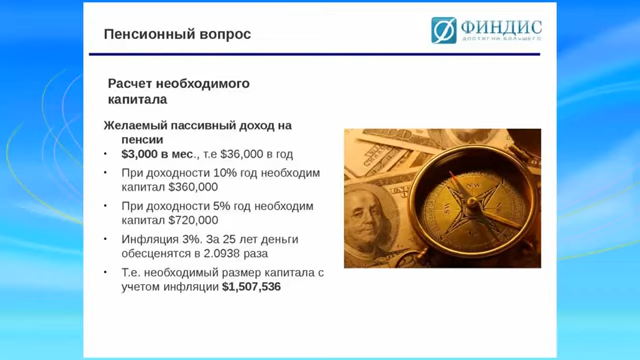 Пенсионный вопрос
ФИНДИС
ДОСТИГНИ БОЛЬШЕГО
Расчет необходимого
капитала
Желаемый пассивный доход на
пенсии
• $3,000 в мес., т.е $36,000 в год
• При доходности 10% год необходим
капитал $360,000
• При доходности 5% год необходим
капитал $720,000
• Инфляция 3%. За 25 лет деньги
обесценятся в 2.0938 раза
• Т.е. необходимый размер капитала с
учетом инфляции $1,507,536